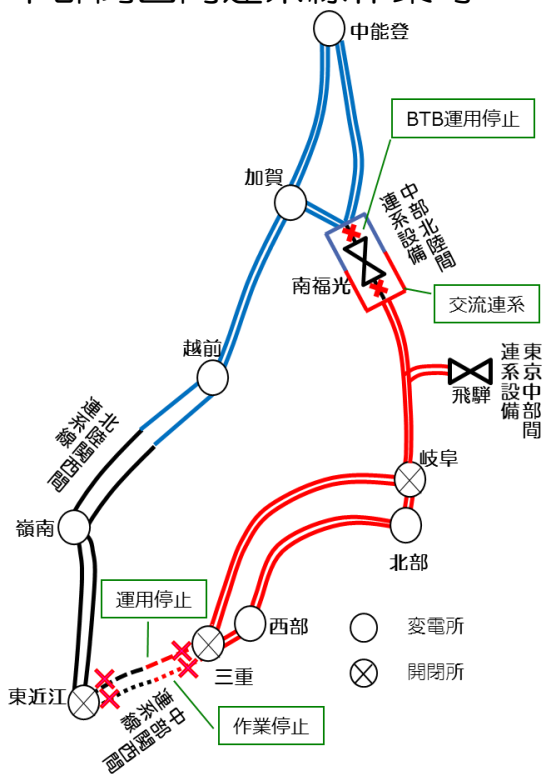 中能登
BTB運用停止
加賀
中部北陸間
連系設備
南福光
交流連系
越前
東京中部間
連系設備
飛騨
北陸関西間
連系線
岐阜
嶺南
北部
運用停止
西部
変電所
三重
開閉所
東近江
中部関西間
連系線
作業停止